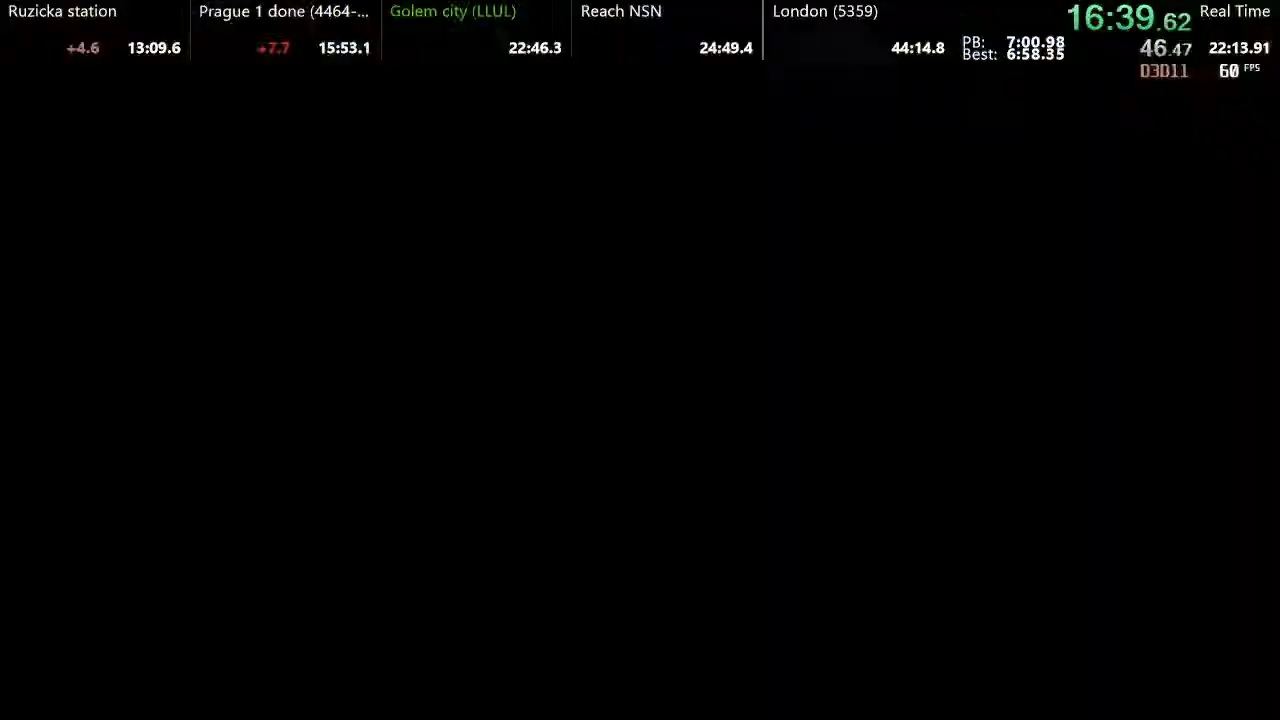 Ruzicka station
+4.6 13:09.6
Prague 1 done (4464-...
+7.7 15:53.1
Golem city (LLUL)
22:46.3
Reach NSN
24:49.4
London (5359)
44:14.8
PB: 7:00.98
Best: 6:58.35
16:39.62 Real Time
46.47 22:13.91
D3D11 60 FPS